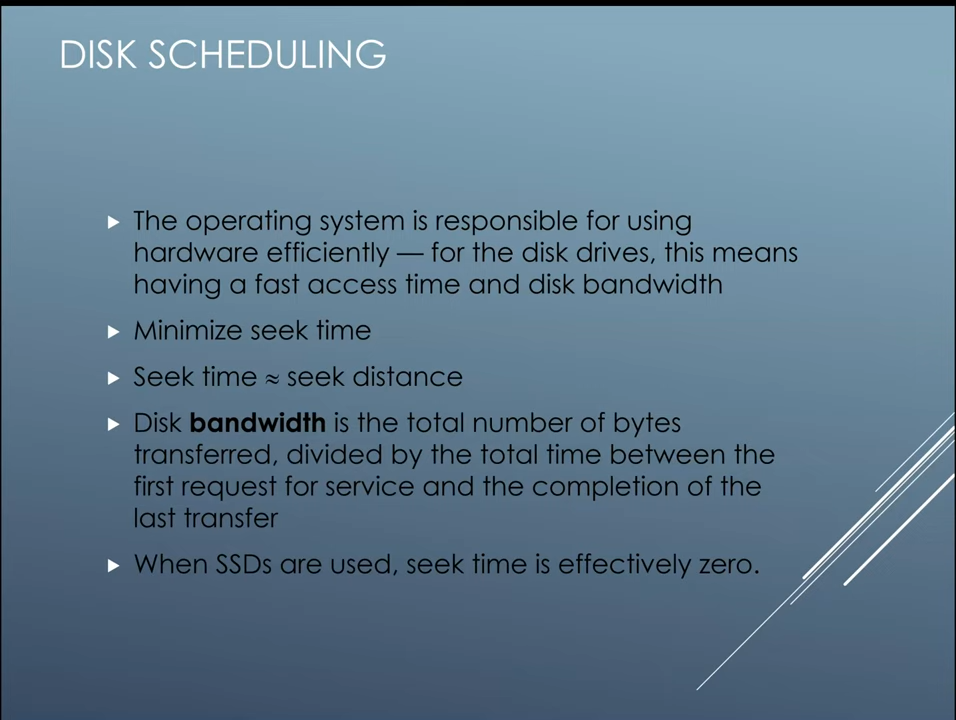 DISK SCHEDULING
The operating system is responsible for using
hardware efficiently — for the disk drives, this means
having a fast access time and disk bandwidth
Minimize seek time
Seek time ≈ seek distance
Disk bandwidth is the total number of bytes
transferred, divided by the total time between the
first request for service and the completion of the
last transfer
When SSDs are used, seek time is effectively zero.